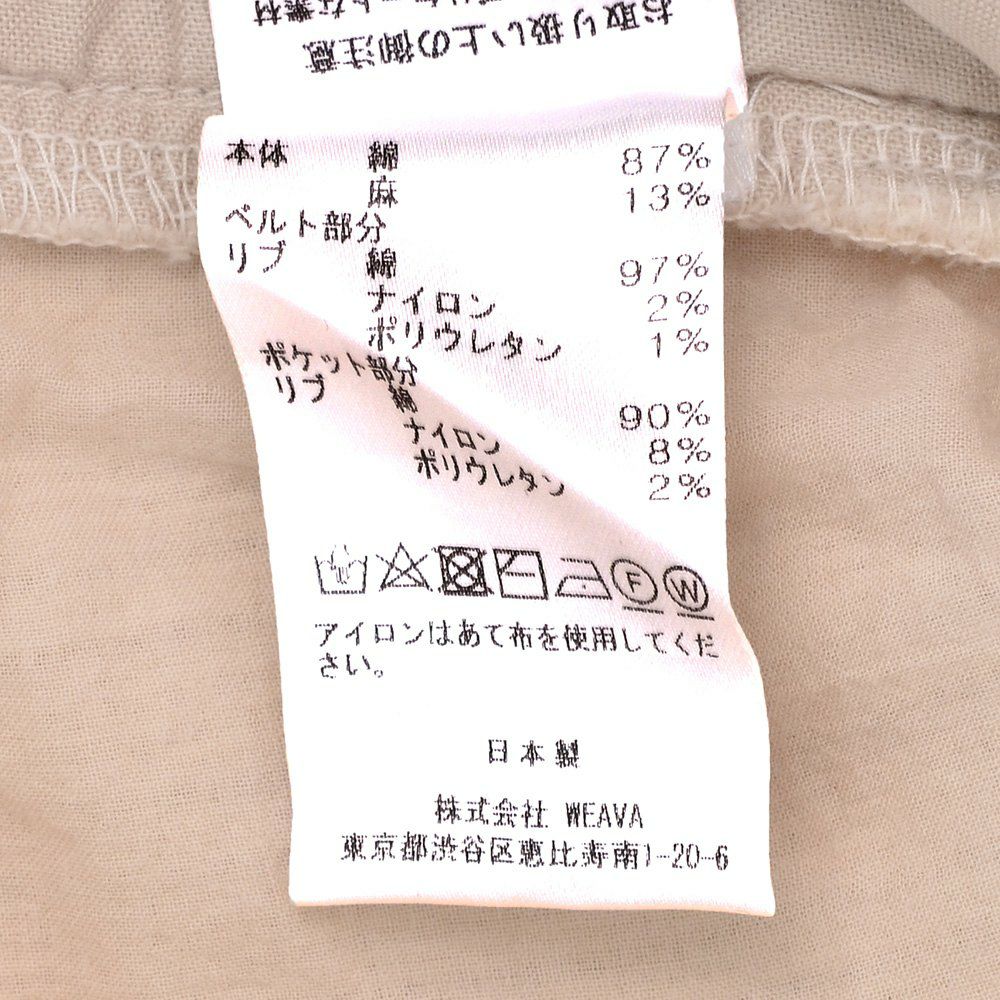 お取り扱い上の御注意
本体 綿 87%
麻 13%
ベルト部分
リブ 綿 97%
ナイロン 2%
ポリウレタン 1%
ポケット部分
リブ 綿 90%
ナイロン 8%
ポリウレタン 2%
F W
アイロンはあて布を使用してくだ
さい。
日本製
株式会社 WEAVA
東京都渋谷区恵比寿南1-20-6